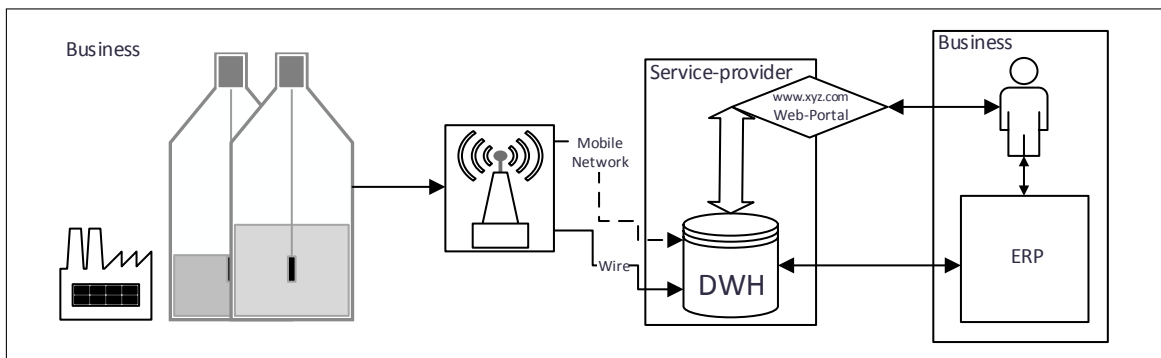 Business
Service-provider
Business
www.xyz.com
Web-Portal
Mobile
Network
Wire
DWH
ERP